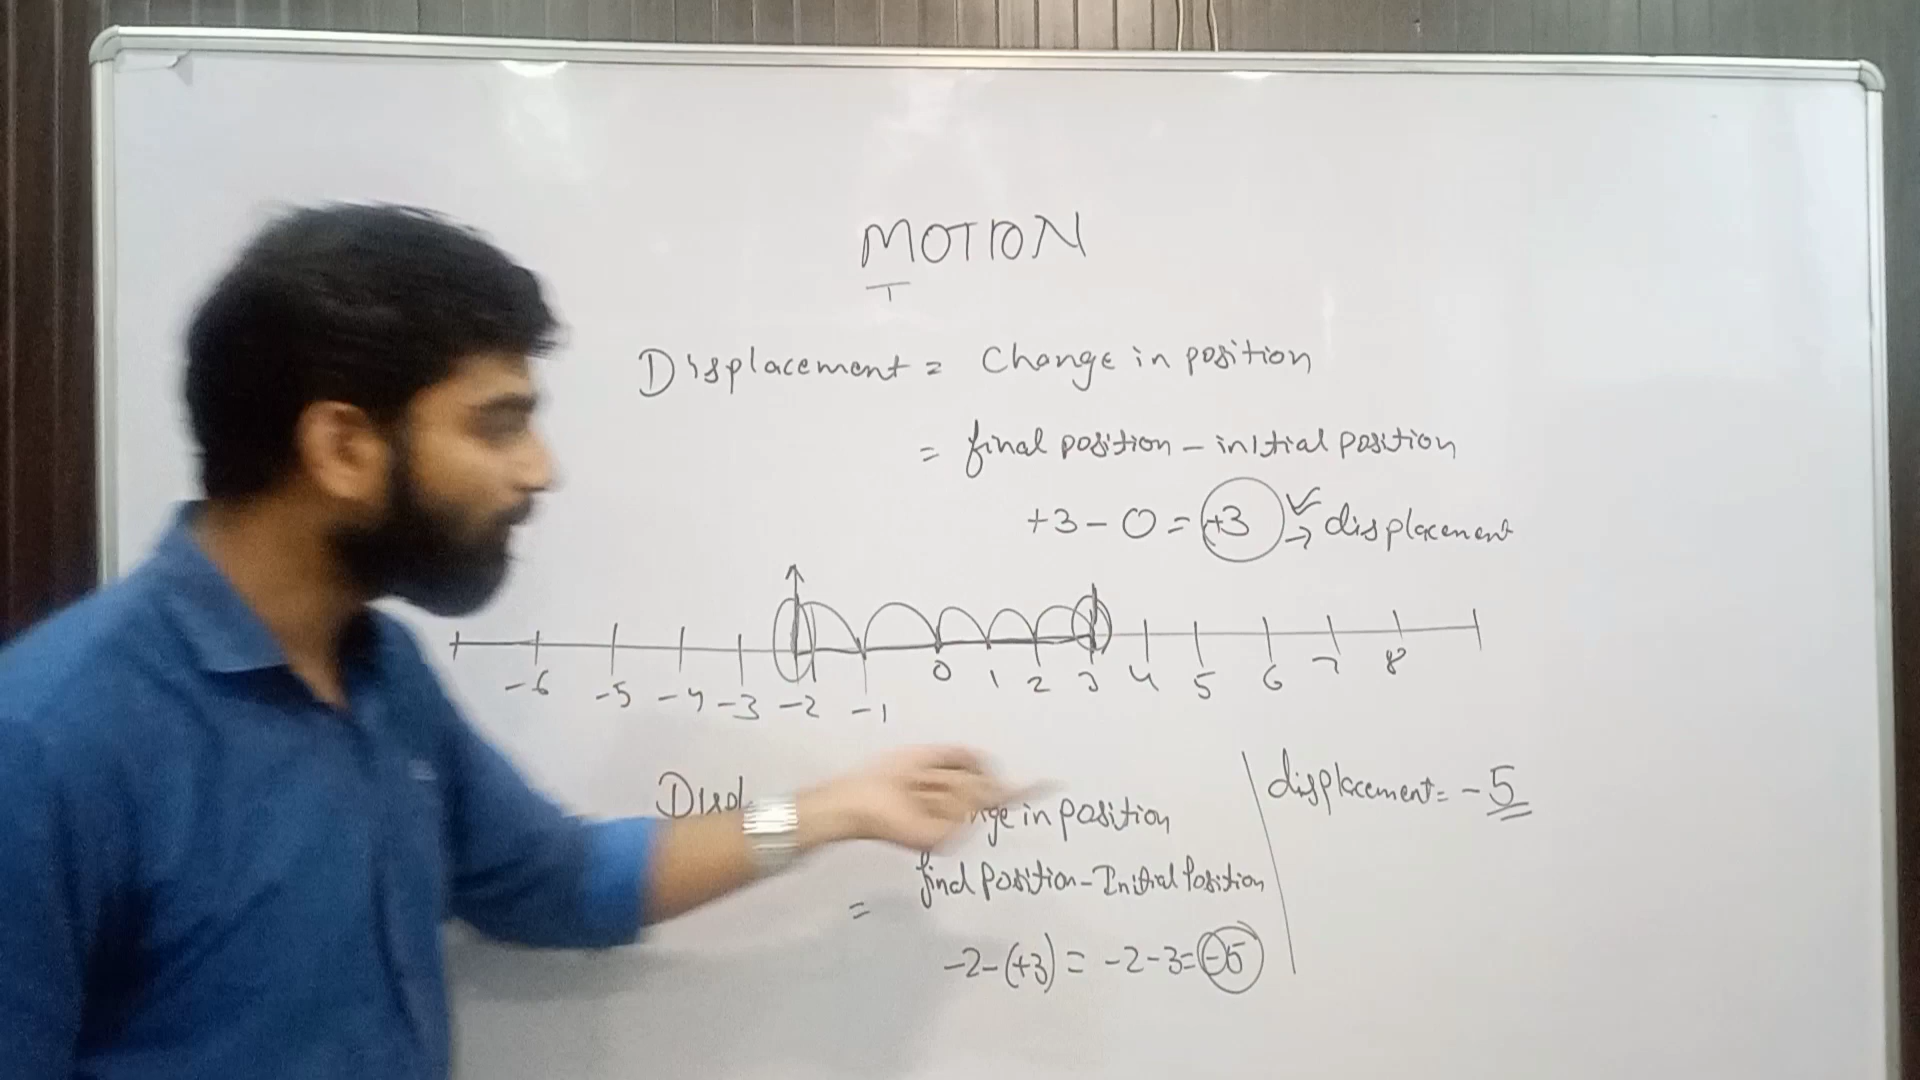 MOTION
Displacement = Change in position
= final position - initial position
+3 - 0 = +3 → displacement
-6 -5 -4 -3 -2 -1 0 1 2 3 4 5 6 7 8
in position
= final Position - Initial Position
-2-(+3) = -2-3 = -5
displacement = -5